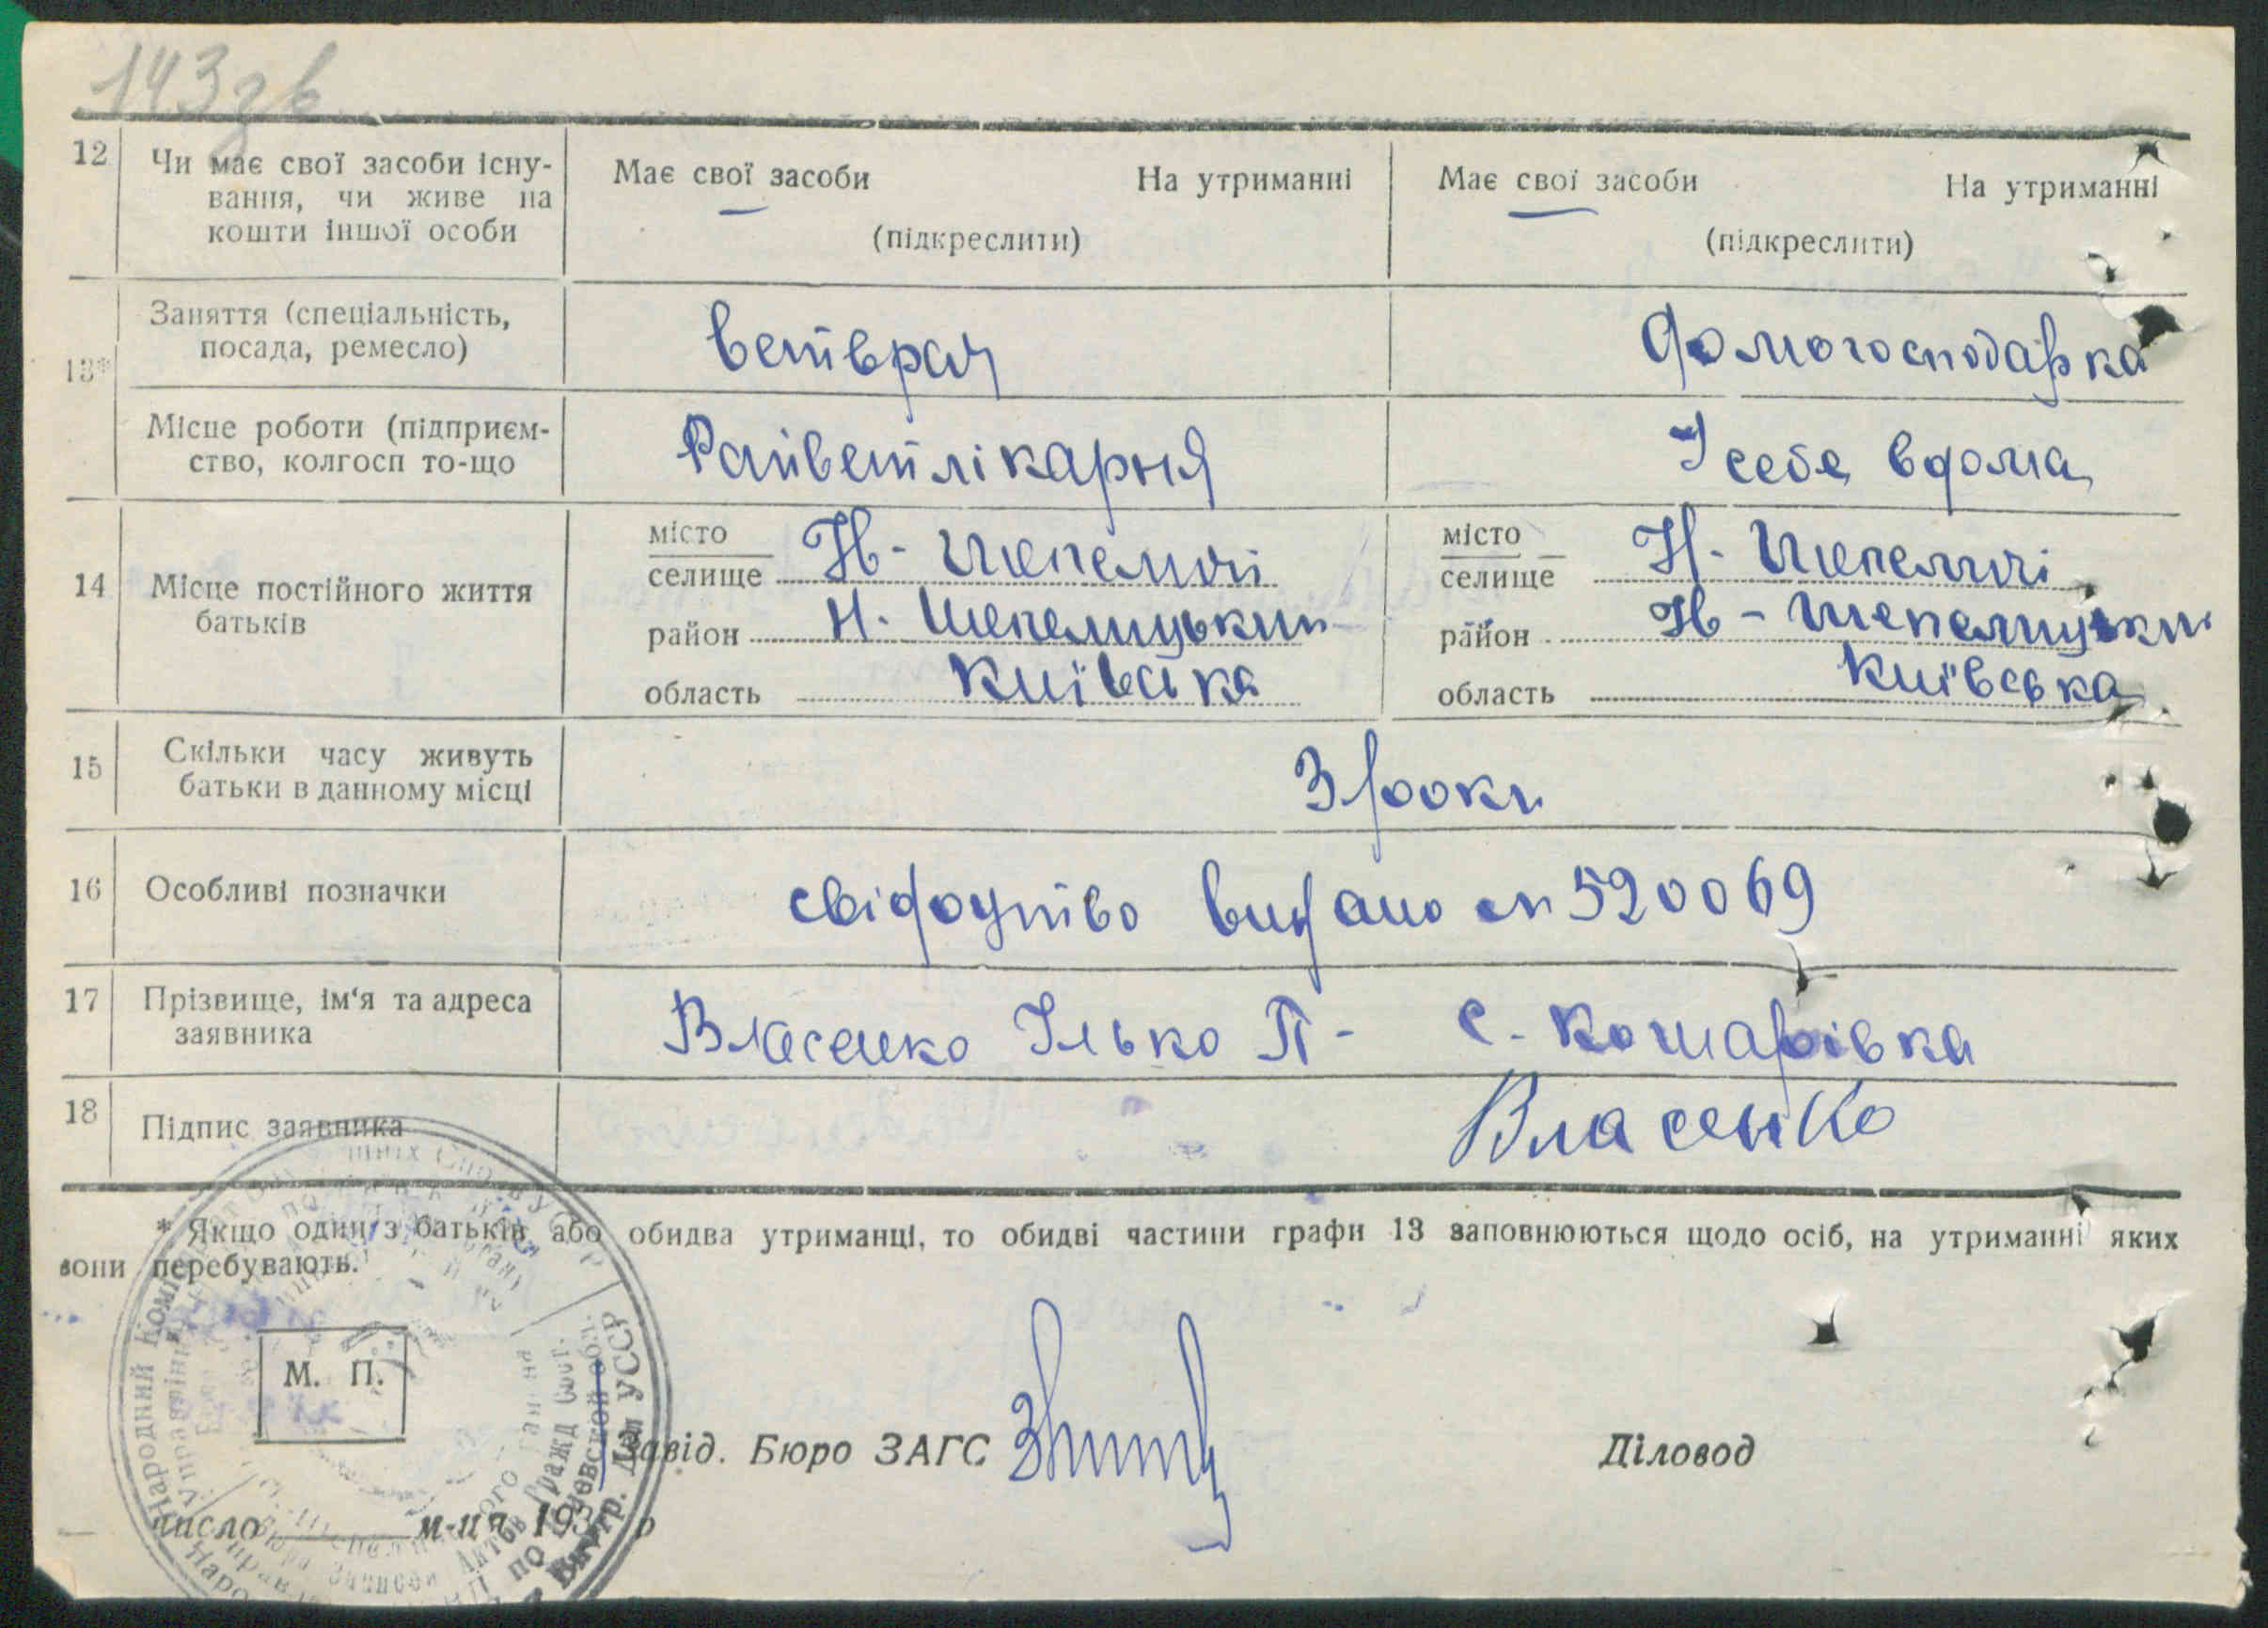 143зв
12 Чи має свої засоби існу- Має свої засоби На утриманні Має свої засоби На утриманні
вання, чи живе на
кошти іншої особи (підкреслити) (підкреслити)
13* Заняття (спеціальність, ветврач домогосподарка
посада, ремесло)
Місце роботи (підприєм- Райветлікарня У себе вдома
ство, колгосп то-що
14 Місце постійного життя місто Н- Шепеличі місто Н. Шепеличі
батьків селище селище
район Н. Шепелицький район Н-Шепелицький
область Київська область Київська
15 Скільки часу живуть 3 роки
батьки в данному місці
16 Особливі позначки свідоцтво видано сп 520069
17 Прізвище, ім'я та адреса Власенко Ілько П- с. Кошарівка
заявника
18 Підпис заявника Власенко
* Якщо один з батьків або обидва утриманці, то обидві частини графи 13 заповнюються щодо осіб, на утриманні яких
вони перебувають.
М. П.
Завід. Бюро ЗАГС Діловод
число м-ця 193 р